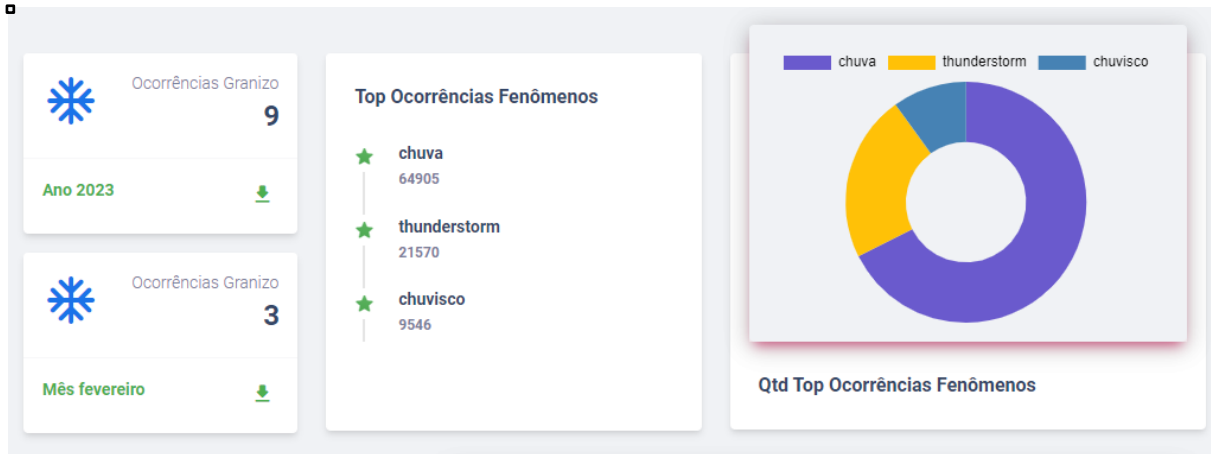 Ocorrências Granizo
9
Ano 2023
Ocorrências Granizo
3
Mês fevereiro
Top Ocorrências Fenômenos
chuva
64905
thunderstorm
21570
chuvisco
9546
chuva thunderstorm chuvisco
Qtd Top Ocorrências Fenômenos